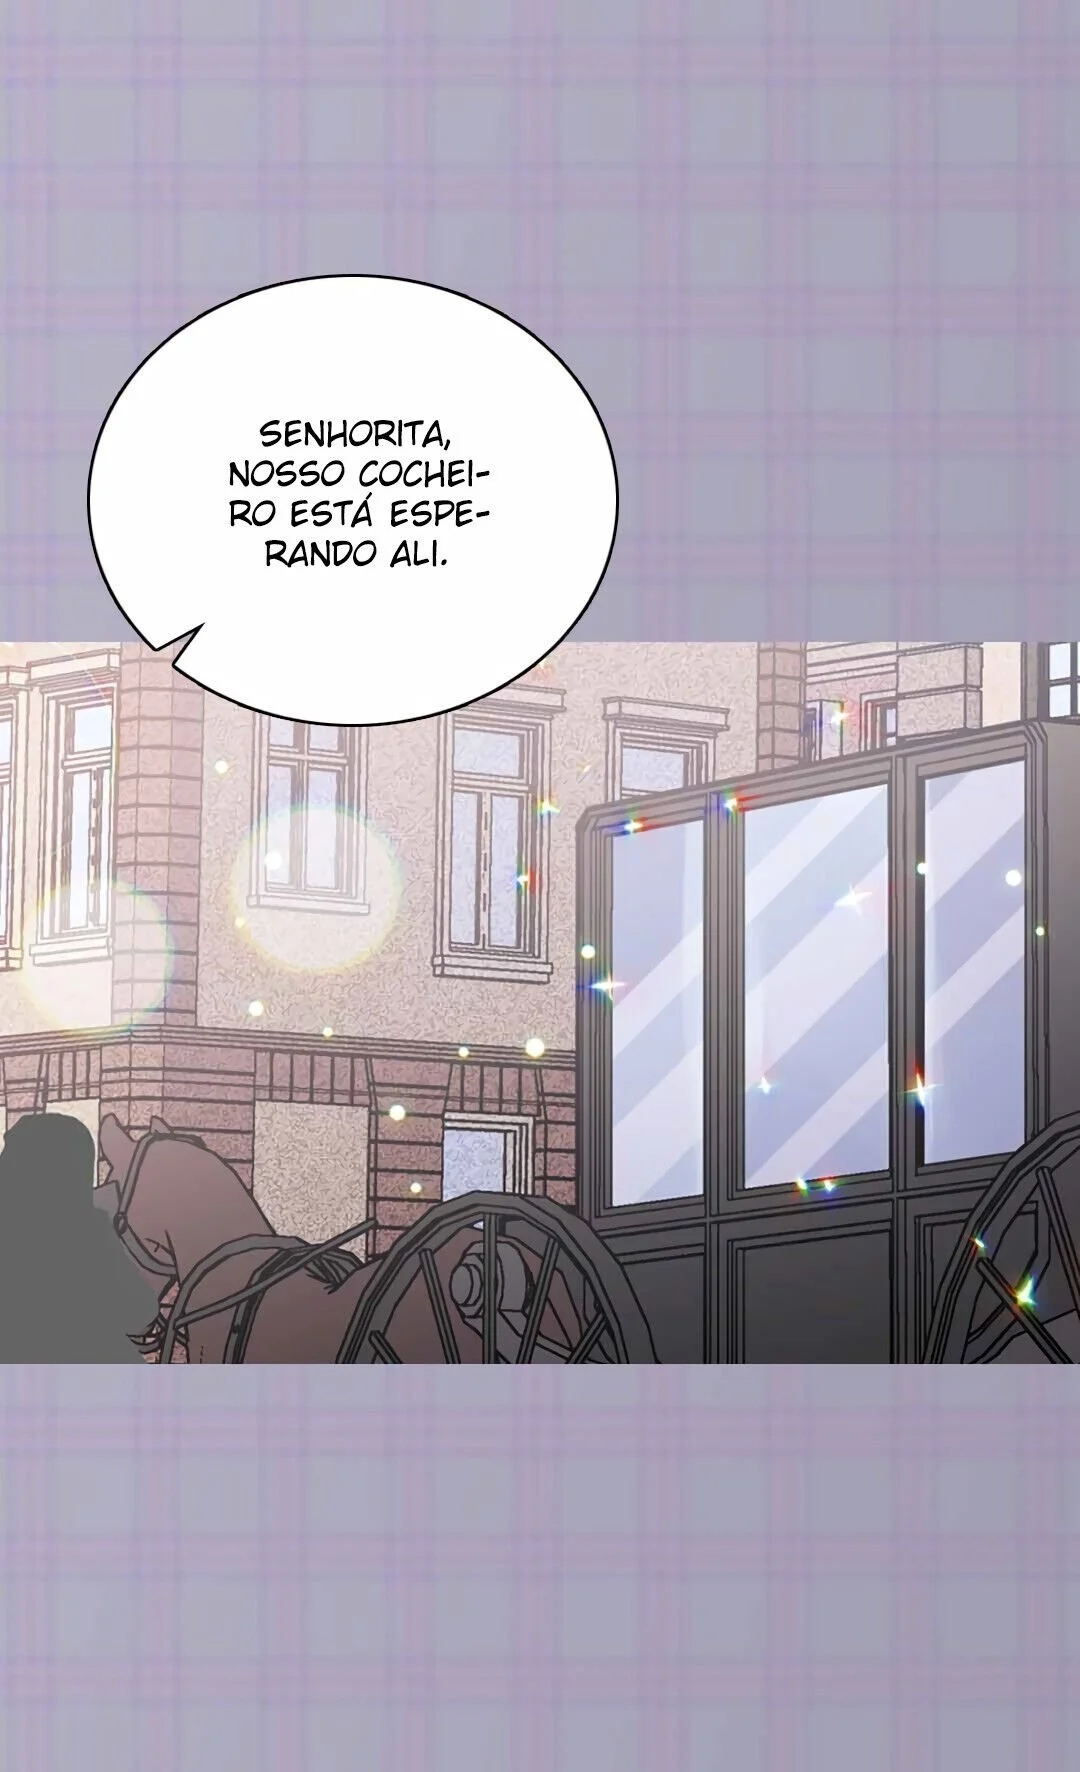 SENHORITA,
NOSSO COCHEI-
RO ESTÁ ESPE-
RANDO ALI.